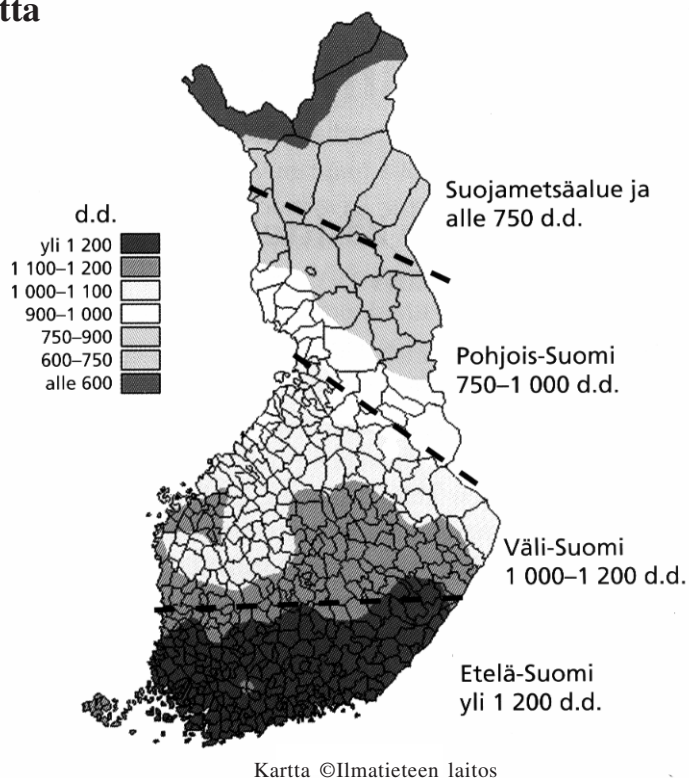 tta
Suojametsäalue ja
alle 750 d.d.
d.d.
yli 1 200
1 100–1 200
1 000–1 100
900–1 000
750–900
600–750
alle 600
Pohjois-Suomi
750–1 000 d.d.
Väli-Suomi
1 000–1 200 d.d.
Etelä-Suomi
yli 1 200 d.d.
Kartta ©Ilmatieteen laitos